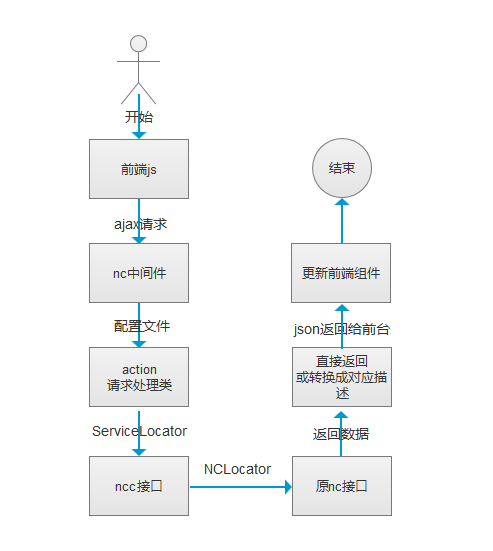 开始
前端js
ajax请求
nc中间件
配置文件
action
请求处理类
ServiceLocator
ncc接口
NCLocator
原nc接口
返回数据
直接返回
或转换成对应描
述
json返回给前台
更新前端组件
结束